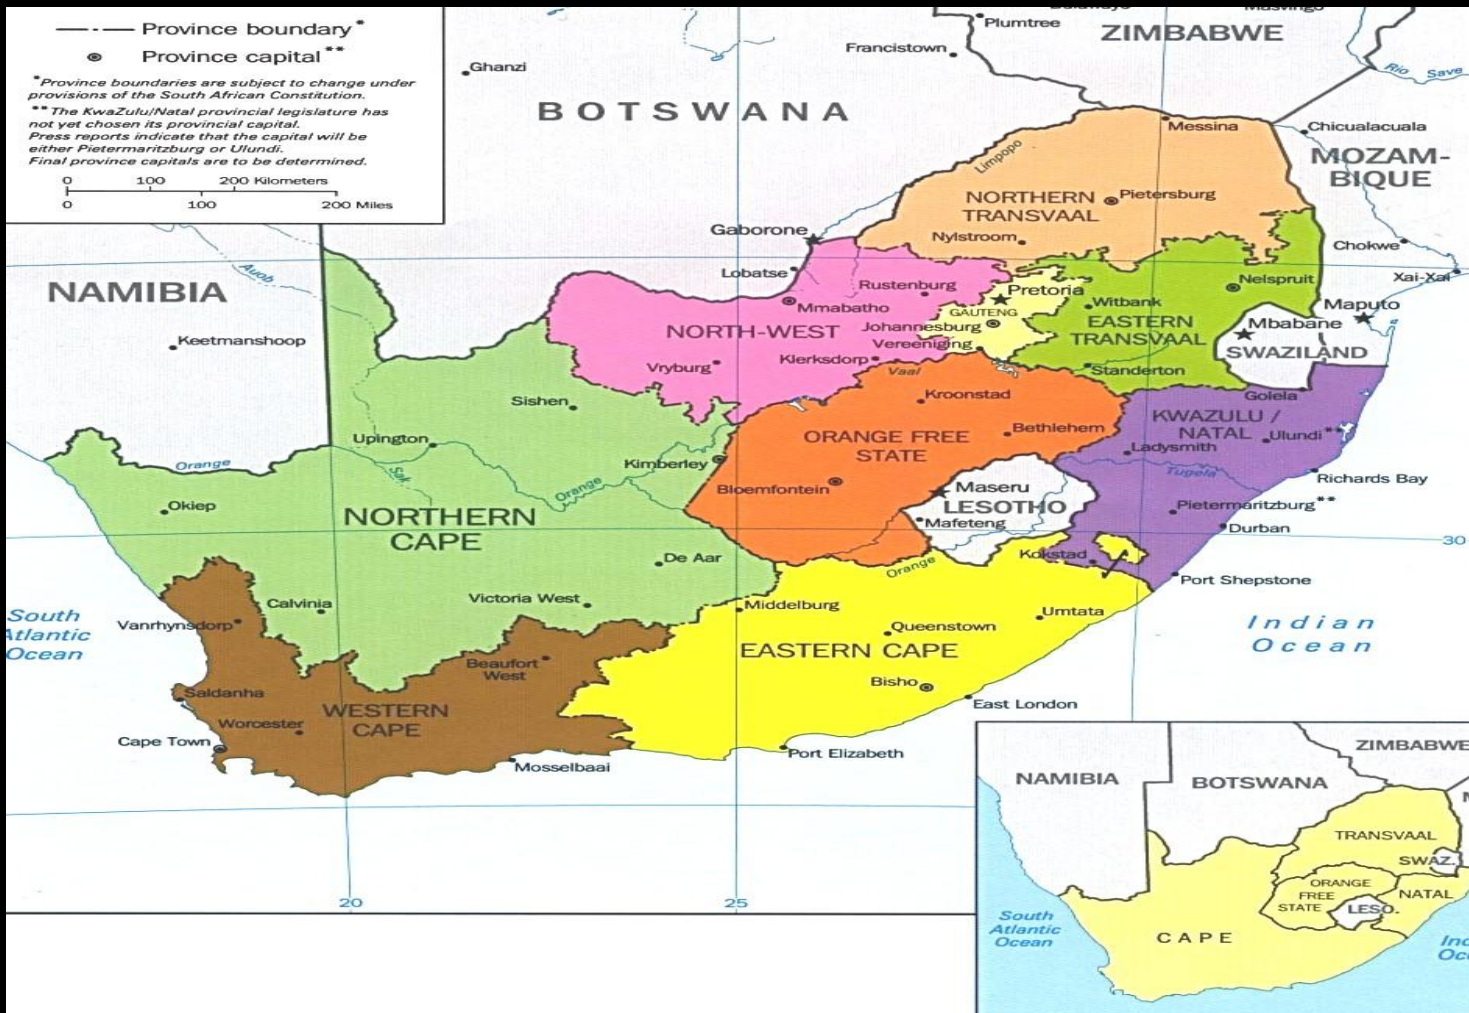 Province boundary *
Province capital **
*Province boundaries are subject to change under
provisions of the South African Constitution.
** The KwaZulu/Natal provincial legislature has
not yet chosen its provincial capital.
Press reports indicate that the capital will be
either Pietermaritzburg or Ulundi.
Final province capitals are to be determined.
0 100 200 Kilometers
0 100 200 Miles
Plumtree
Masvingo
ZIMBABWE
Francistown
Ghanzi
Rio Save
BOTSWANA
Messina
Chicualacuala
Limpopo
MOZAM-
BIQUE
NORTHERN
TRANSVAAL
Pietersburg
Gaborone
Nylstroom
Chokwe
Auob
Lobatse
Nelspruit
Xai-Xai
NAMIBIA
Rustenburg
Pretoria
Mmabatho
Witbank
Maputo
GAUTENG
NORTH-WEST
Johannesburg
EASTERN
TRANSVAAL
Mbabane
Keetmanshoop
Vereeniging
SWAZILAND
Klerksdorp
Vryburg
Vaal
Standerton
Sishen
Kroonstad
Golela
KWAZULU /
NATAL
Upington
ORANGE FREE
STATE
Bethlehem
Ulundi **
Ladysmith
Orange
Sak
Kimberley
Tugela
Richards Bay
Orange
Bloemfontein
Maseru
Okiep
LESOTHO
Pietermaritzburg **
NORTHERN
CAPE
Mafeteng
Durban
30
De Aar
Orange
Kokstad
Port Shepstone
Calvinia
Victoria West
Middelburg
Umtata
South
Atlantic
Ocean
Vanrhynsdorp
Queenstown
Indian
Ocean
EASTERN CAPE
Beaufort
West
Bisho
Saldanha
East London
WESTERN
CAPE
Worcester
Cape Town
Port Elizabeth
Mosselbaai
20
25
ZIMBABWE
NAMIBIA
BOTSWANA
M
TRANSVAAL
SWAZ.
ORANGE
FREE
STATE
NATAL
LESO.
South
Atlantic
Ocean
CAPE